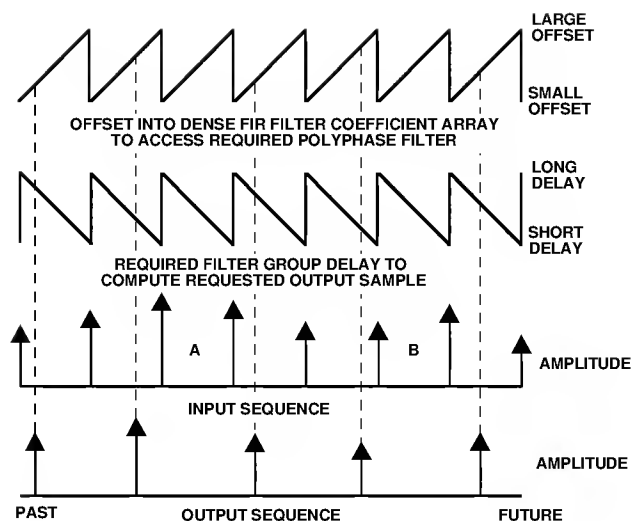 LARGE
OFFSET
SMALL
OFFSET
OFFSET INTO DENSE FIR FILTER COEFFICIENT ARRAY
TO ACCESS REQUIRED POLYPHASE FILTER
LONG
DELAY
SHORT
DELAY
REQUIRED FILTER GROUP DELAY TO
COMPUTE REQUESTED OUTPUT SAMPLE
A
B
AMPLITUDE
INPUT SEQUENCE
AMPLITUDE
PAST
OUTPUT SEQUENCE
FUTURE